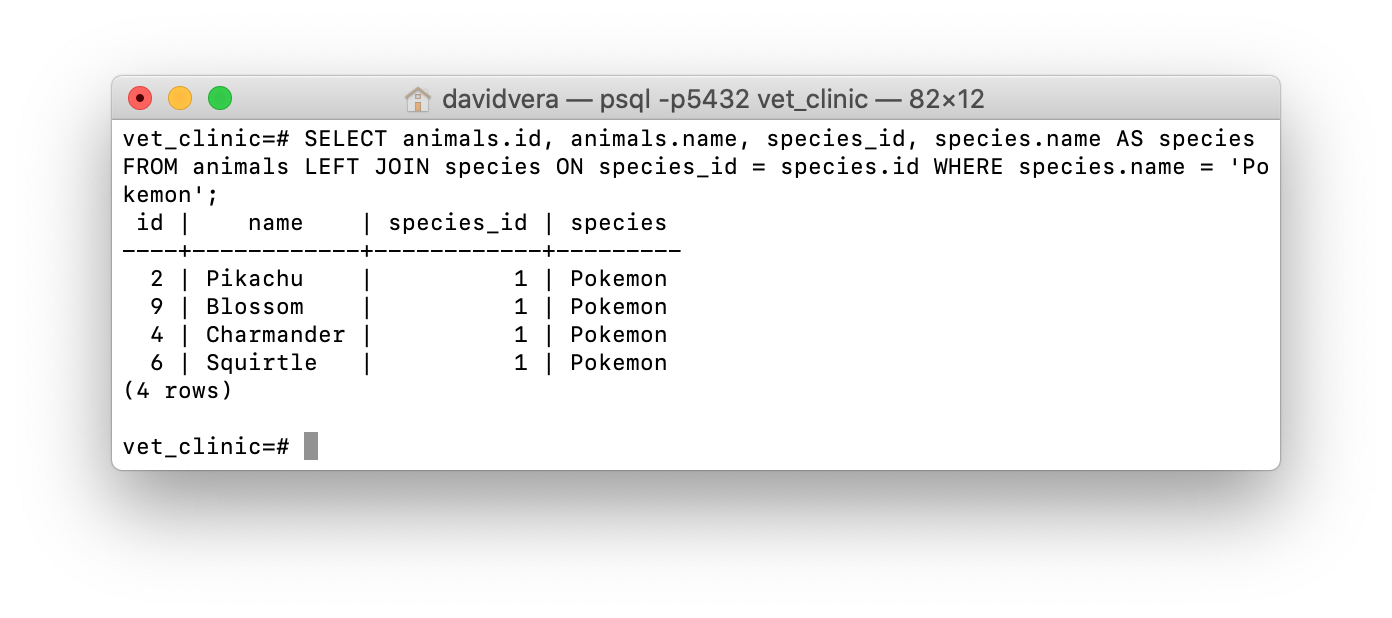 davidvera — psql -p5432 vet_clinic — 82×12
vet_clinic=# SELECT animals.id, animals.name, species_id, species.name AS species
FROM animals LEFT JOIN species ON species_id = species.id WHERE species.name = 'Po
kemon';
 id |    name    | species_id | species
----+------------+------------+---------
  2 | Pikachu    |          1 | Pokemon
  9 | Blossom    |          1 | Pokemon
  4 | Charmander |          1 | Pokemon
  6 | Squirtle   |          1 | Pokemon
(4 rows)
vet_clinic=#